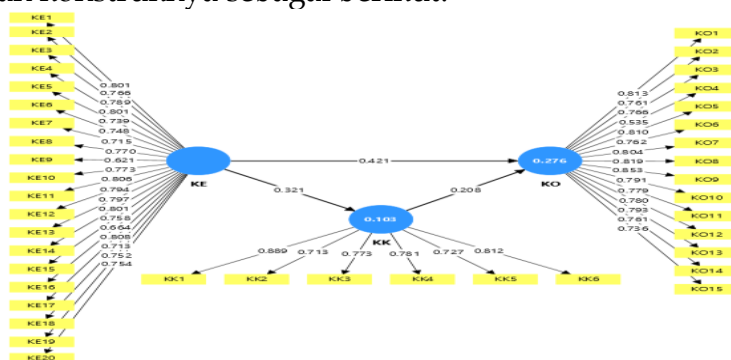 KE1
KE2
KE3
KE4
KE5
KE6
KE7
KE8
KE9
KE10
KE11
KE12
KE13
KE14
KE15
KE16
KE17
KE18
KE19
KE20
0.801
0.766
0.789
0.801
0.739
0.748
0.715
0.770
0.621
0.773
0.806
0.794
0.797
0.801
0.758
0.664
0.808
0.713
0.752
0.754
KE
0.421
0.321
0.208
0.103
KK
0.889
0.713
0.773
0.781
0.727
0.812
KK1
KK2
KK3
KK4
KK5
KK6
0.276
KO
0.813
0.761
0.766
0.535
0.810
0.762
0.804
0.819
0.853
0.791
0.779
0.780
0.793
0.761
0.736
KO1
KO2
KO3
KO4
KO5
KO6
KO7
KO8
KO9
KO10
KO11
KO12
KO13
KO14
KO15